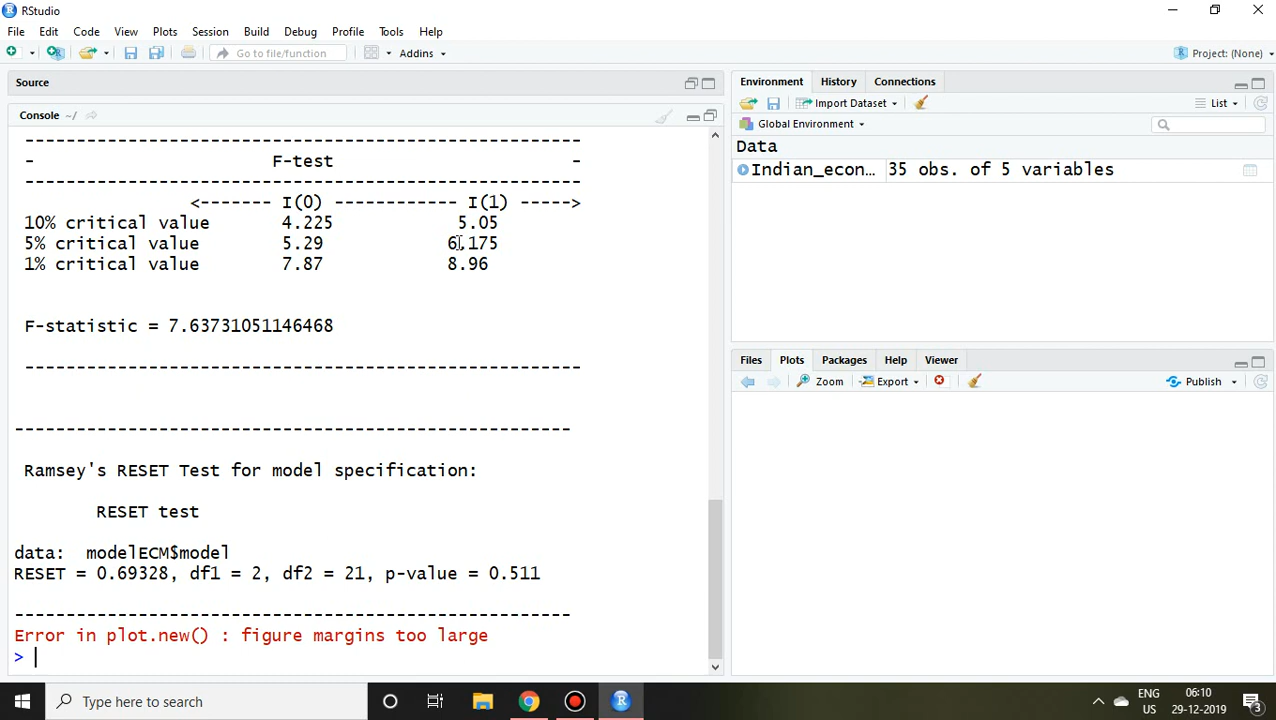 RStudio
File Edit Code View Plots Session Build Debug Profile Tools Help
Go to file/function Addins Project: (None)
Source
Console ~/
--------------------------------------------------------
- F-test -
--------------------------------------------------------
<------- I(0) ------------ I(1) ----->
10% critical value 4.225 5.05
5% critical value 5.29 6.175
1% critical value 7.87 8.96
F-statistic = 7.63731051146468
--------------------------------------------------------
--------------------------------------------------------
Ramsey's RESET Test for model specification:
RESET test
data: modelECM$model
RESET = 0.69328, df1 = 2, df2 = 21, p-value = 0.511
--------------------------------------------------------
Error in plot.new() : figure margins too large
>
Environment History Connections
Import Dataset List
Global Environment
Data
Indian_econ... 35 obs. of 5 variables
Files Plots Packages Help Viewer
Zoom Export Publish
Type here to search
ENG
US
06:10
29-12-2019
3